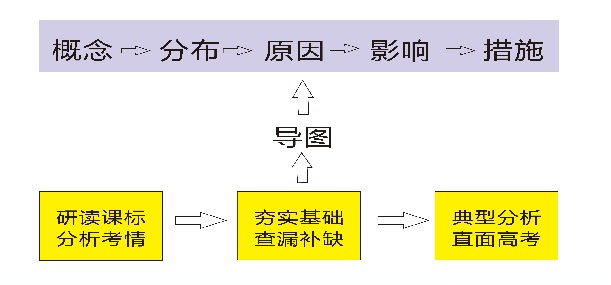 概念 分布 原因 影响 措施
导图
研读课标
分析考情
夯实基础
查漏补缺
典型分析
直面高考